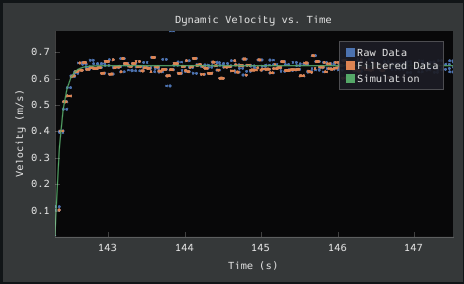 Dynamic Velocity vs. Time
Raw Data
Filtered Data
Simulation
Velocity (m/s)
0.7
0.6
0.5
0.4
0.3
0.2
0.1
143
144
145
146
147
Time (s)